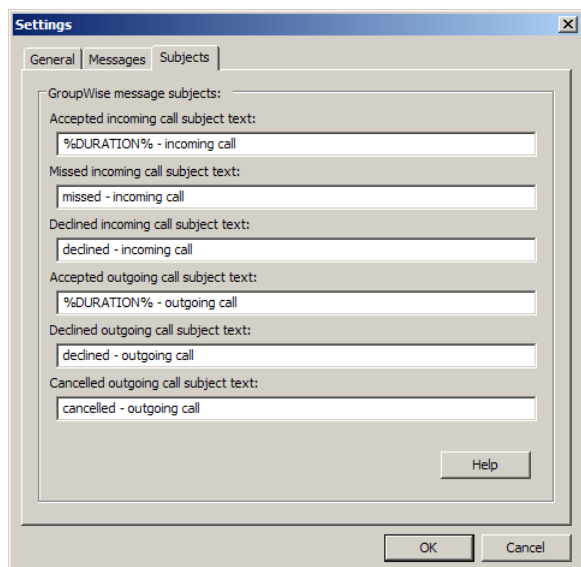 Settings
General Messages Subjects
GroupWise message subjects:
Accepted incoming call subject text:
%DURATION% - incoming call
Missed incoming call subject text:
missed - incoming call
Declined incoming call subject text:
declined - incoming call
Accepted outgoing call subject text:
%DURATION% - outgoing call
Declined outgoing call subject text:
declined - outgoing call
Cancelled outgoing call subject text:
cancelled - outgoing call
Help
OK Cancel